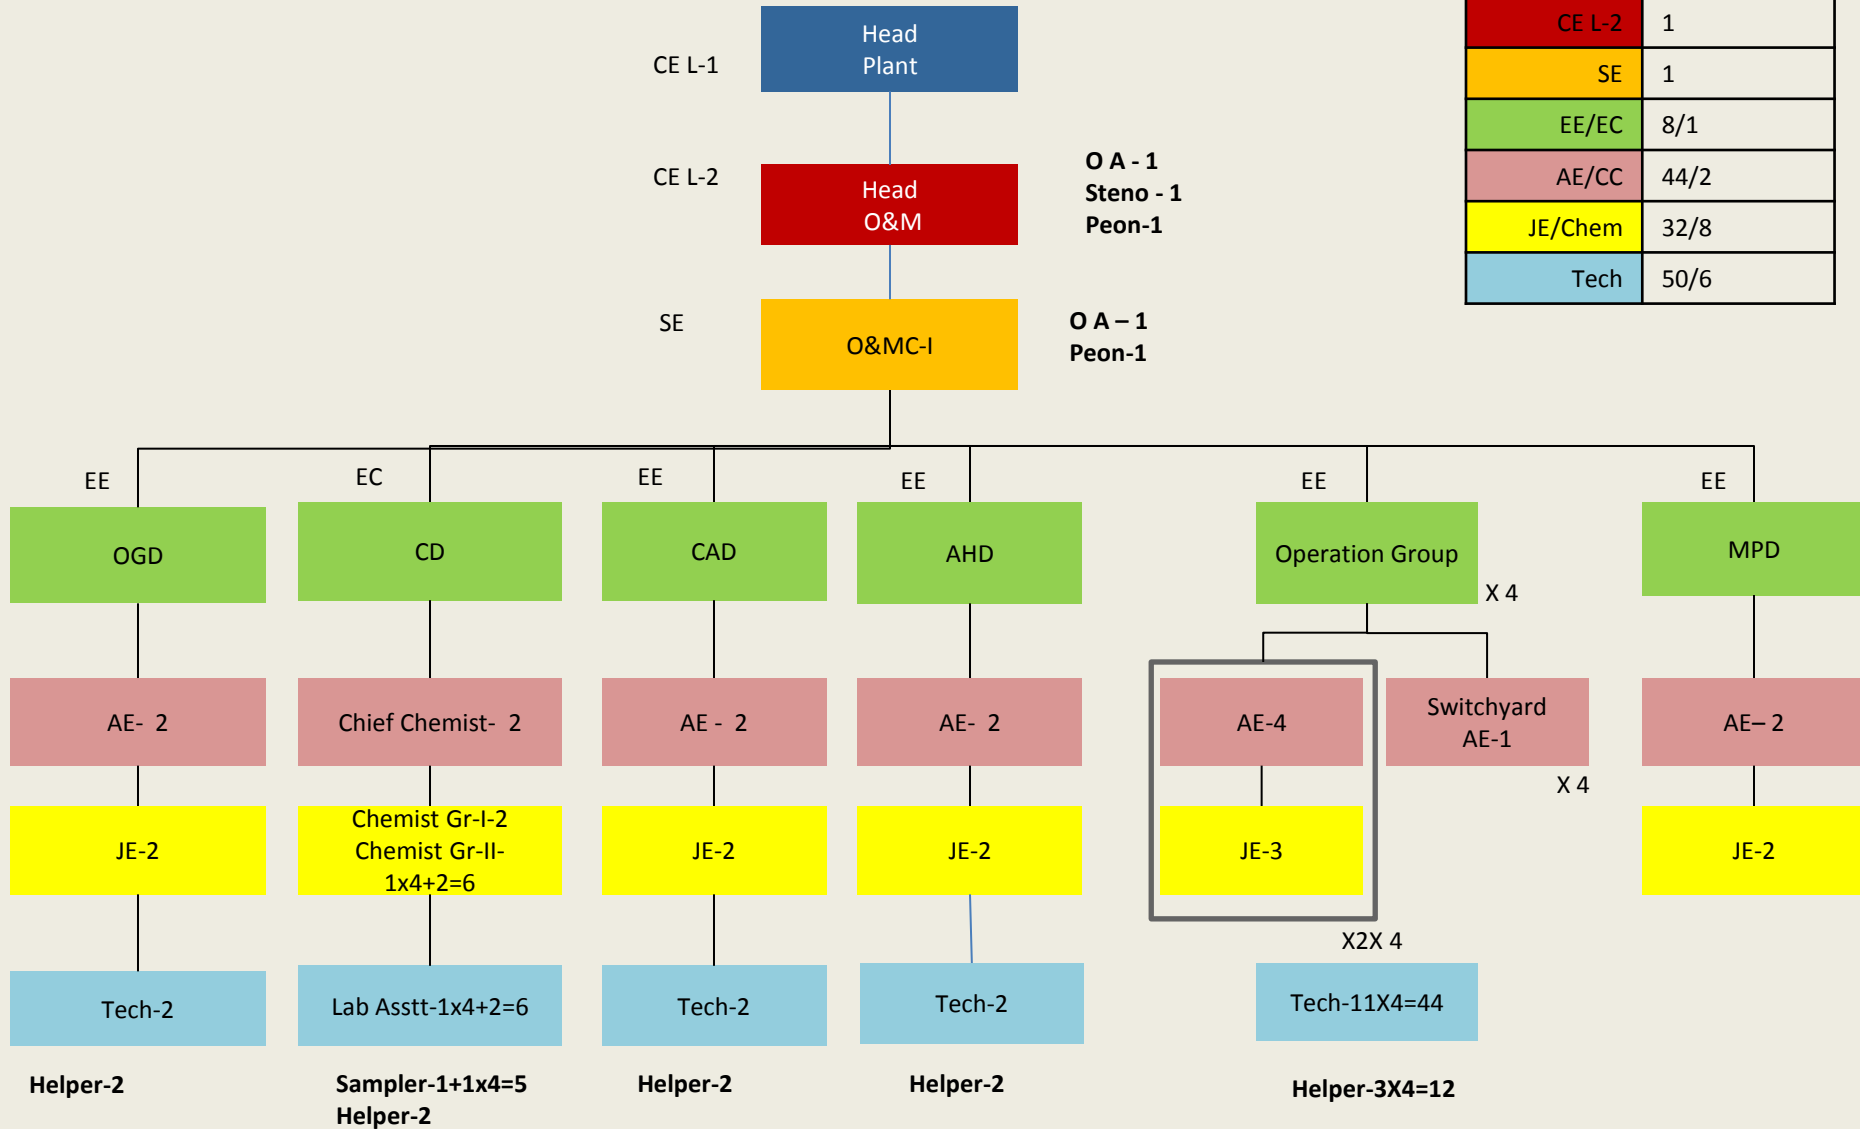 Head
Plant
CE L-1
CE L-2 1
SE 1
EE/EC 8/1
AE/CC 44/2
JE/Chem 32/8
Tech 50/6
CE L-2
Head
O&M
O A - 1
Steno - 1
Peon-1
SE
O&MC-I
O A – 1
Peon-1
EE
EC
EE
EE
EE
EE
OGD
CD
CAD
AHD
Operation Group
X 4
MPD
AE- 2
Chief Chemist- 2
AE - 2
AE- 2
AE-4
Switchyard
AE-1
X 4
AE– 2
JE-2
Chemist Gr-I-2
Chemist Gr-II-
1x4+2=6
JE-2
JE-2
JE-3
JE-2
X2X 4
Tech-2
Lab Asstt-1x4+2=6
Tech-2
Tech-2
Tech-11X4=44
Helper-2
Sampler-1+1x4=5
Helper-2
Helper-2
Helper-2
Helper-3X4=12